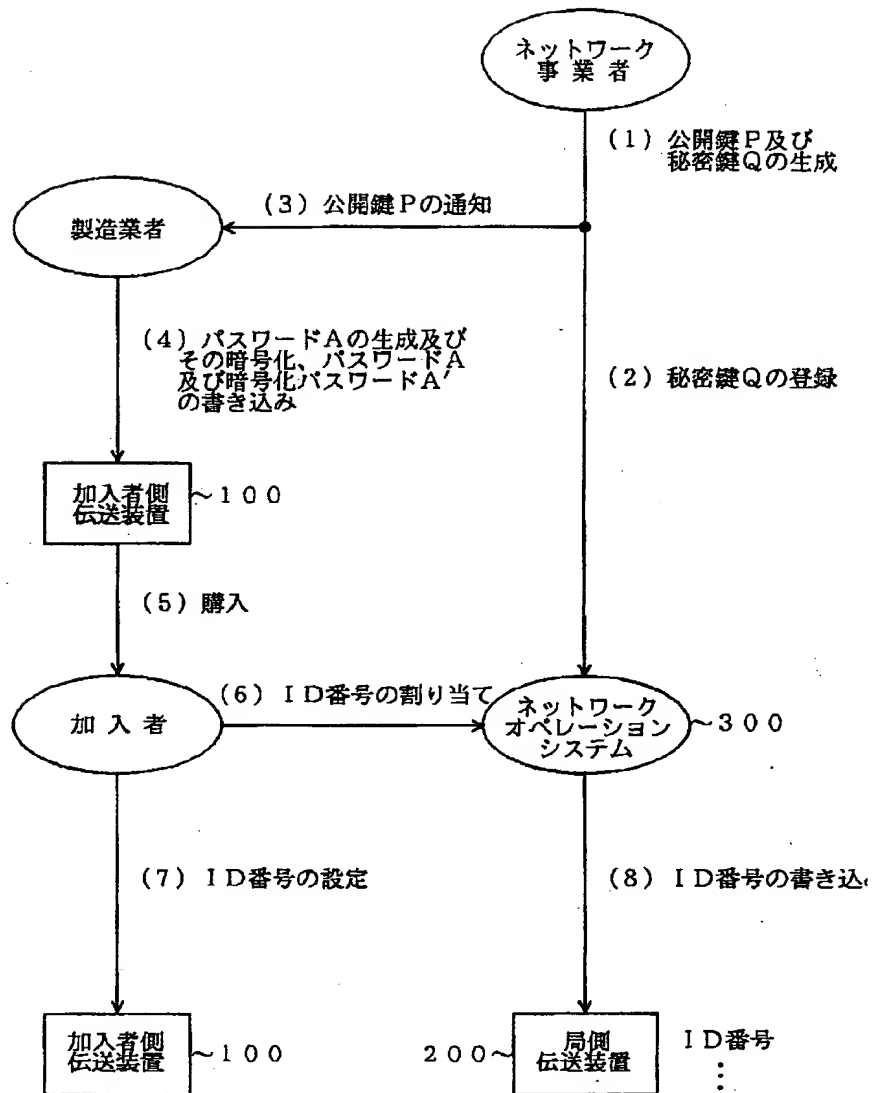 ネットワーク
事業者
(1) 公開鍵P及び
秘密鍵Qの生成
(3) 公開鍵Pの通知
製造業者
(4) パスワードAの生成及び
その暗号化、パスワードA
及び暗号化パスワードA'
の書き込み
(2) 秘密鍵Qの登録
加入者側
伝送装置
~100
(5) 購入
(6) ID番号の割り当て
加入者
ネットワーク
オペレーション
システム
~300
(7) ID番号の設定
(8) ID番号の書き込
加入者側
伝送装置
~100
200~
局側
伝送装置
ID番号
⋮